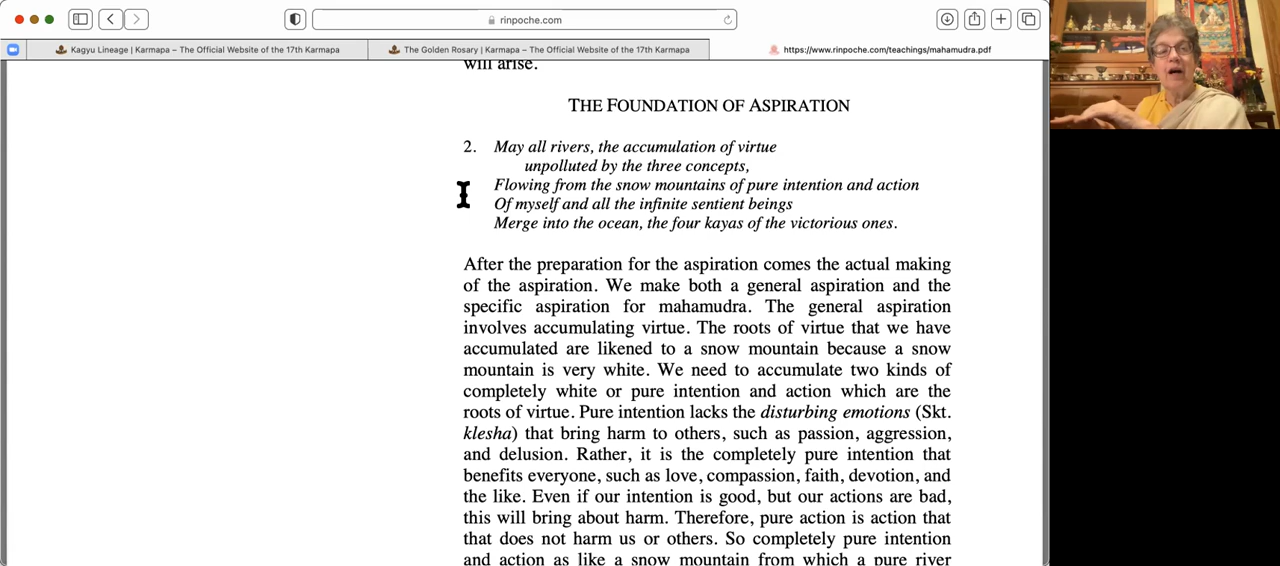 rinpoche.com
Kagyu Lineage | Karmapa – The Official Website of the 17th Karmapa
The Golden Rosary | Karmapa – The Official Website of the 17th Karmapa
https://www.rinpoche.com/teachings/mahamudra.pdf
will arise.
THE FOUNDATION OF ASPIRATION
2. May all rivers, the accumulation of virtue
unpolluted by the three concepts,
Flowing from the snow mountains of pure intention and action
Of myself and all the infinite sentient beings
Merge into the ocean, the four kayas of the victorious ones.
After the preparation for the aspiration comes the actual making
of the aspiration. We make both a general aspiration and the
specific aspiration for mahamudra. The general aspiration
involves accumulating virtue. The roots of virtue that we have
accumulated are likened to a snow mountain because a snow
mountain is very white. We need to accumulate two kinds of
completely white or pure intention and action which are the
roots of virtue. Pure intention lacks the disturbing emotions (Skt.
klesha) that bring harm to others, such as passion, aggression,
and delusion. Rather, it is the completely pure intention that
benefits everyone, such as love, compassion, faith, devotion, and
the like. Even if our intention is good, but our actions are bad,
this will bring about harm. Therefore, pure action is action that
that does not harm us or others. So completely pure intention
and action as like a snow mountain from which a pure river